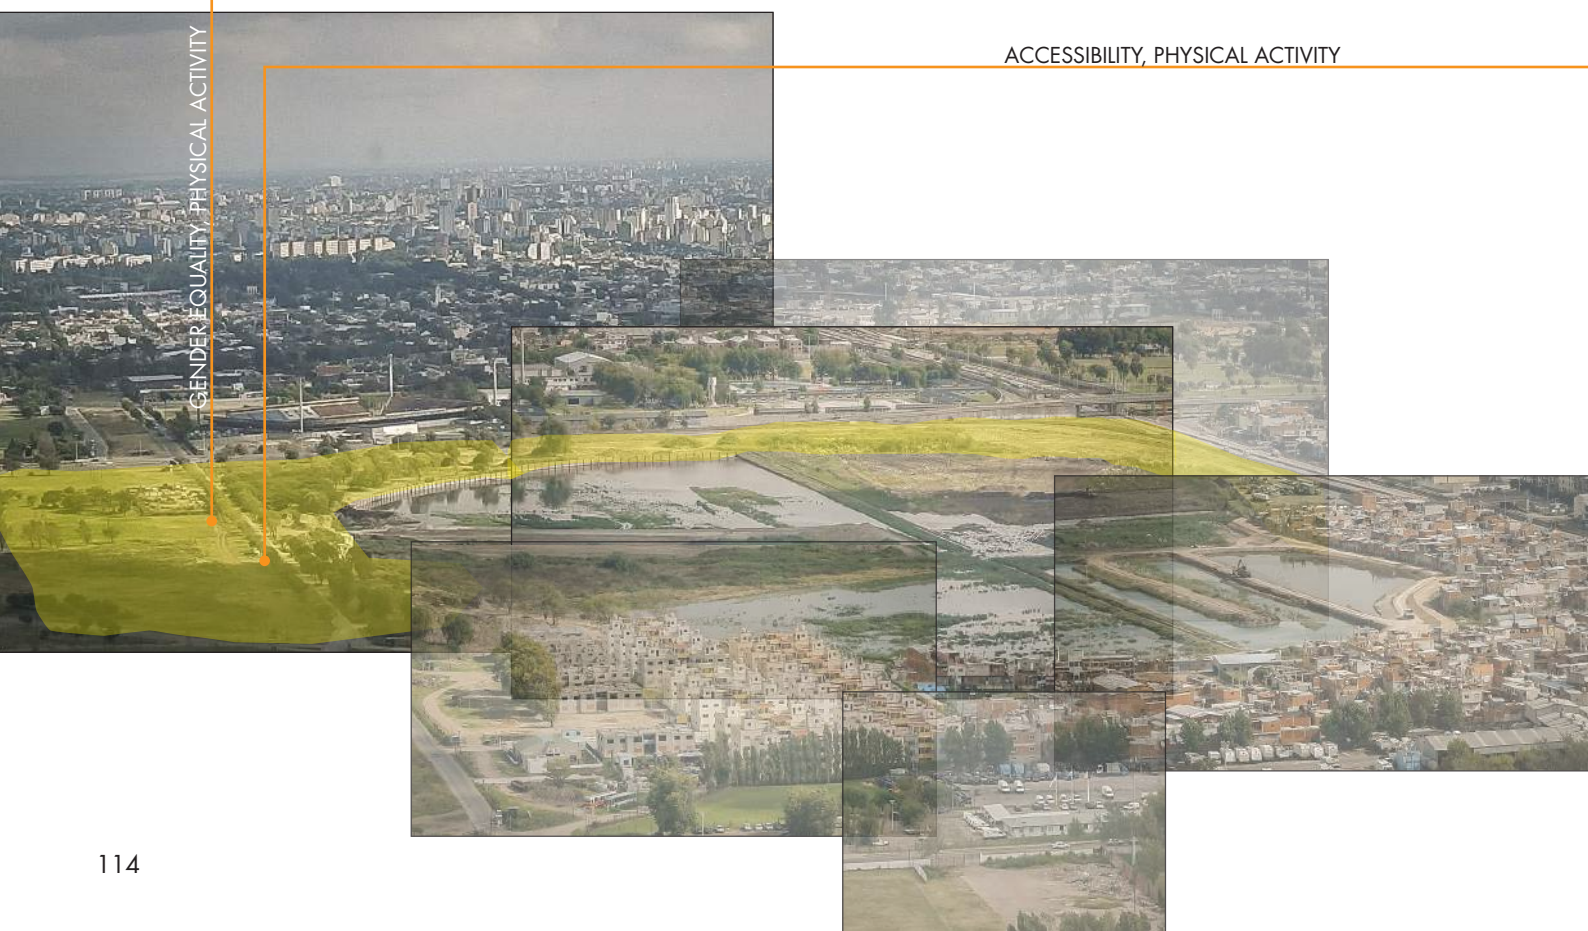 ACCESSIBILITY, PHYSICAL ACTIVITY
GENDER EQUALITY, PHYSICAL ACTIVITY
114